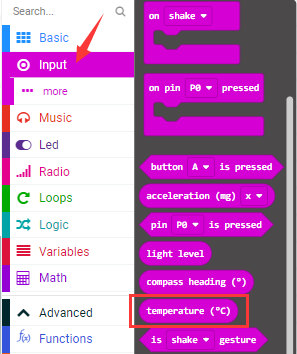 Search...
Basic
Input
more
Music
Led
Radio
Loops
Logic
Variables
Math
Advanced
Functions
on shake
on pin P0 pressed
button A is pressed
acceleration (mg) x
pin P0 is pressed
light level
compass heading (°)
temperature (°C)
is shake gesture